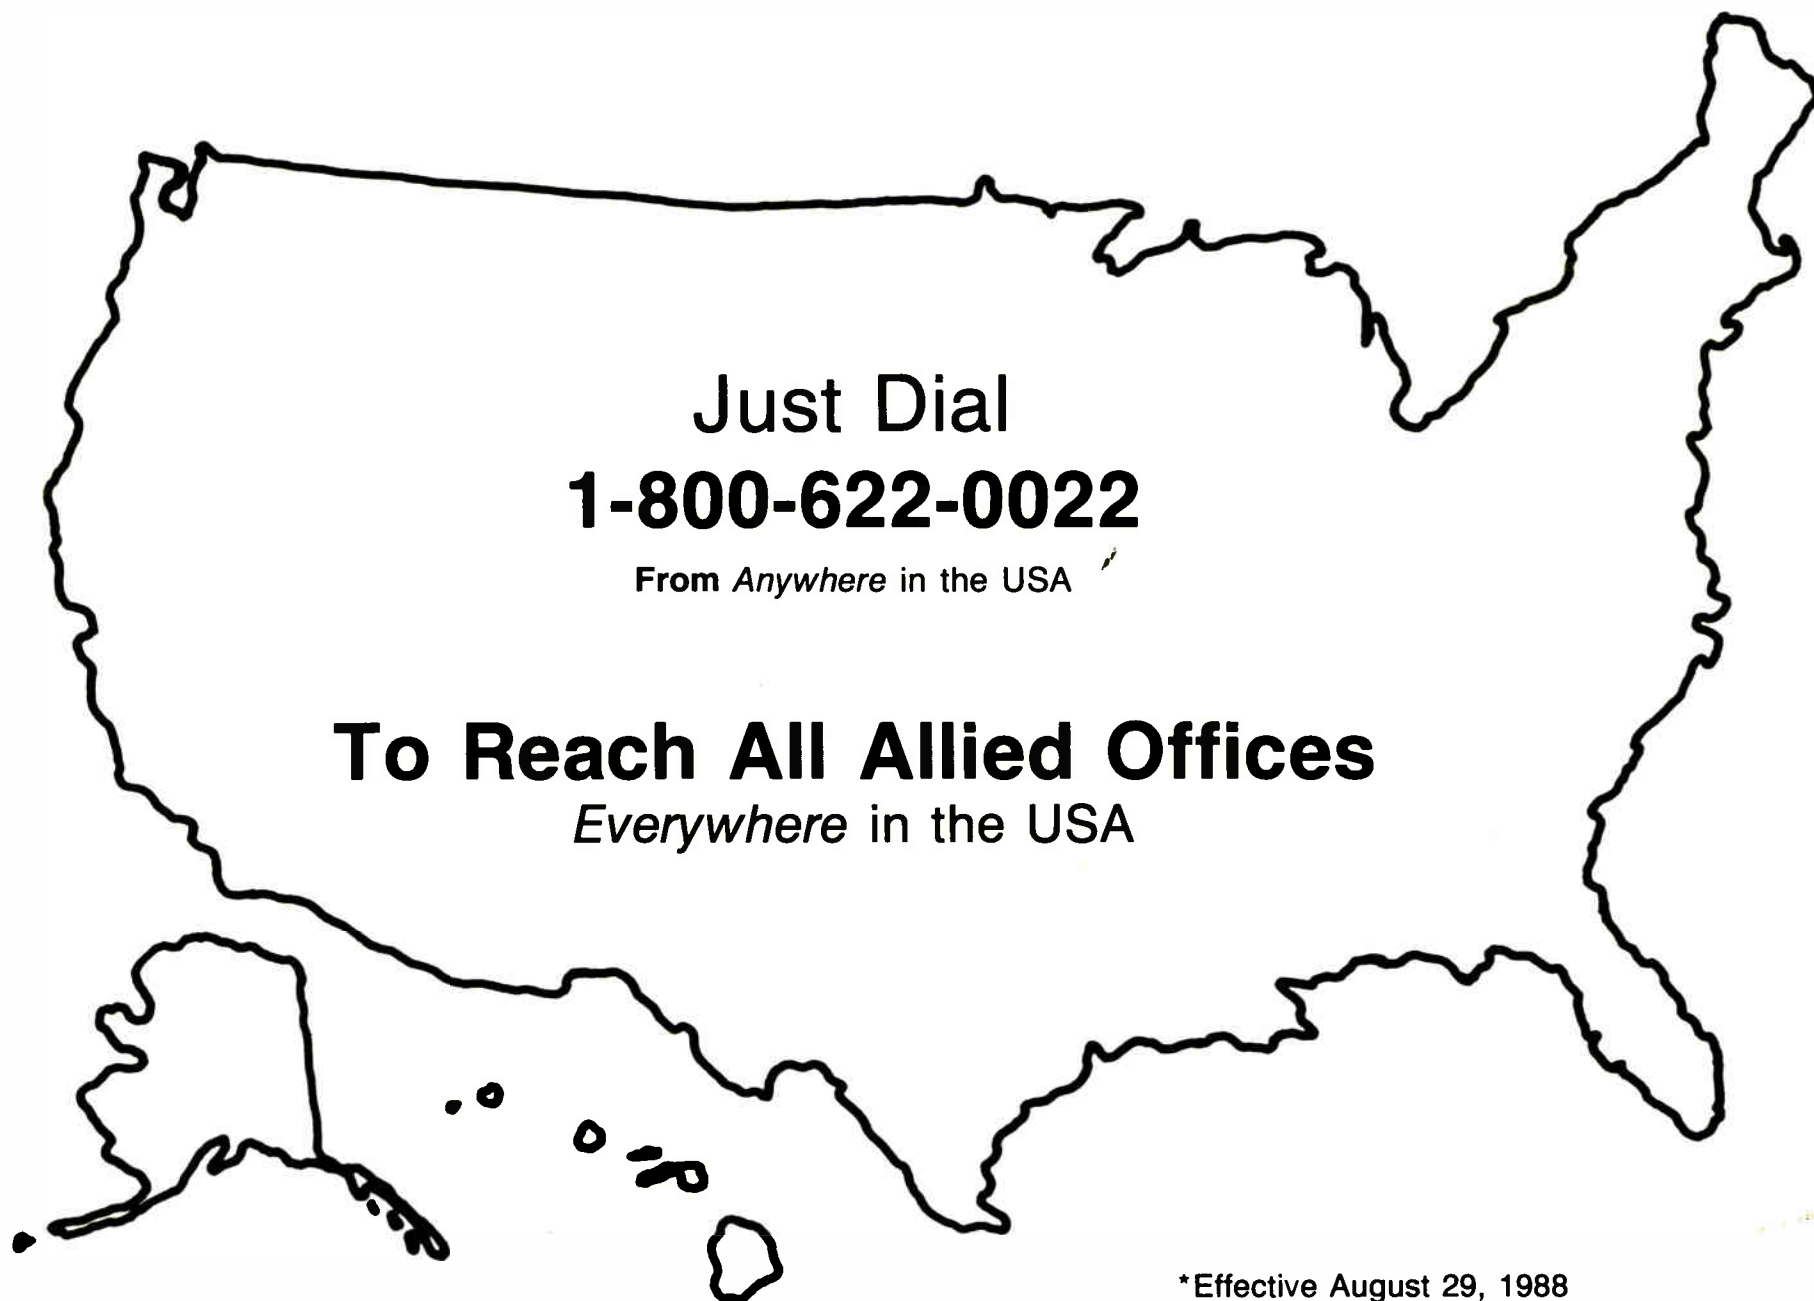 Just Dial
1-800-622-0022
From Anywhere in the USA
To Reach All Allied Offices
Everywhere in the USA
*Effective August 29, 1988